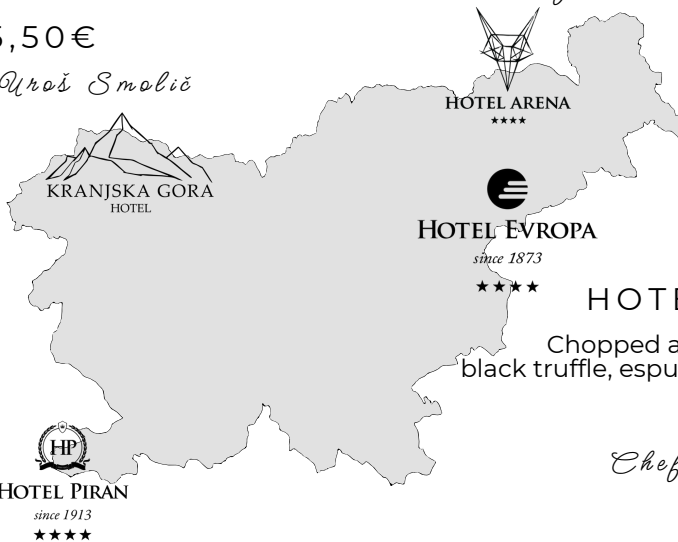 5,50€
Uroš Smolič
HOTEL ARENA
★★★★
KRANJSKA GORA
HOTEL
HOTEL EVROPA
since 1873
★★★★
HOTE
Chopped a
black truffle, espu
Chef
HP
HOTEL PIRAN
since 1913
★★★★